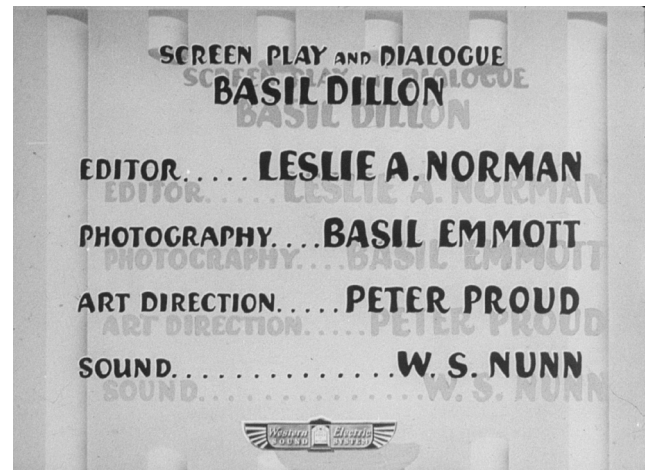 SCREEN PLAY AND DIALOGUE
BASIL DILLON
EDITOR..... LESLIE A. NORMAN
PHOTOGRAPHY.... BASIL EMMOTT
ART DIRECTION..... PETER PROUD
SOUND............... W. S. NUNN
Western Electric
SOUND SYSTEM